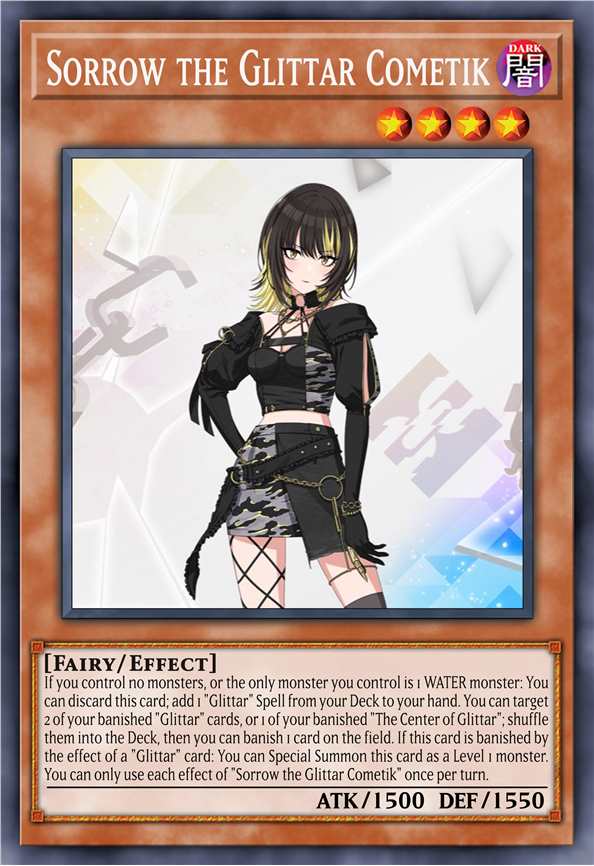 Sorrow the Glittar Cometik
DARK
闇
[Fairy/Effect]
If you control no monsters, or the only monster you control is 1 WATER monster: You
can discard this card; add 1 "Glittar" Spell from your Deck to your hand. You can target
2 of your banished "Glittar" cards, or 1 of your banished "The Center of Glittar"; shuffle
them into the Deck, then you can banish 1 card on the field. If this card is banished by
the effect of a "Glittar" card: You can Special Summon this card as a Level 1 monster.
You can only use each effect of "Sorrow the Glittar Cometik" once per turn.
ATK/1500 DEF/1550